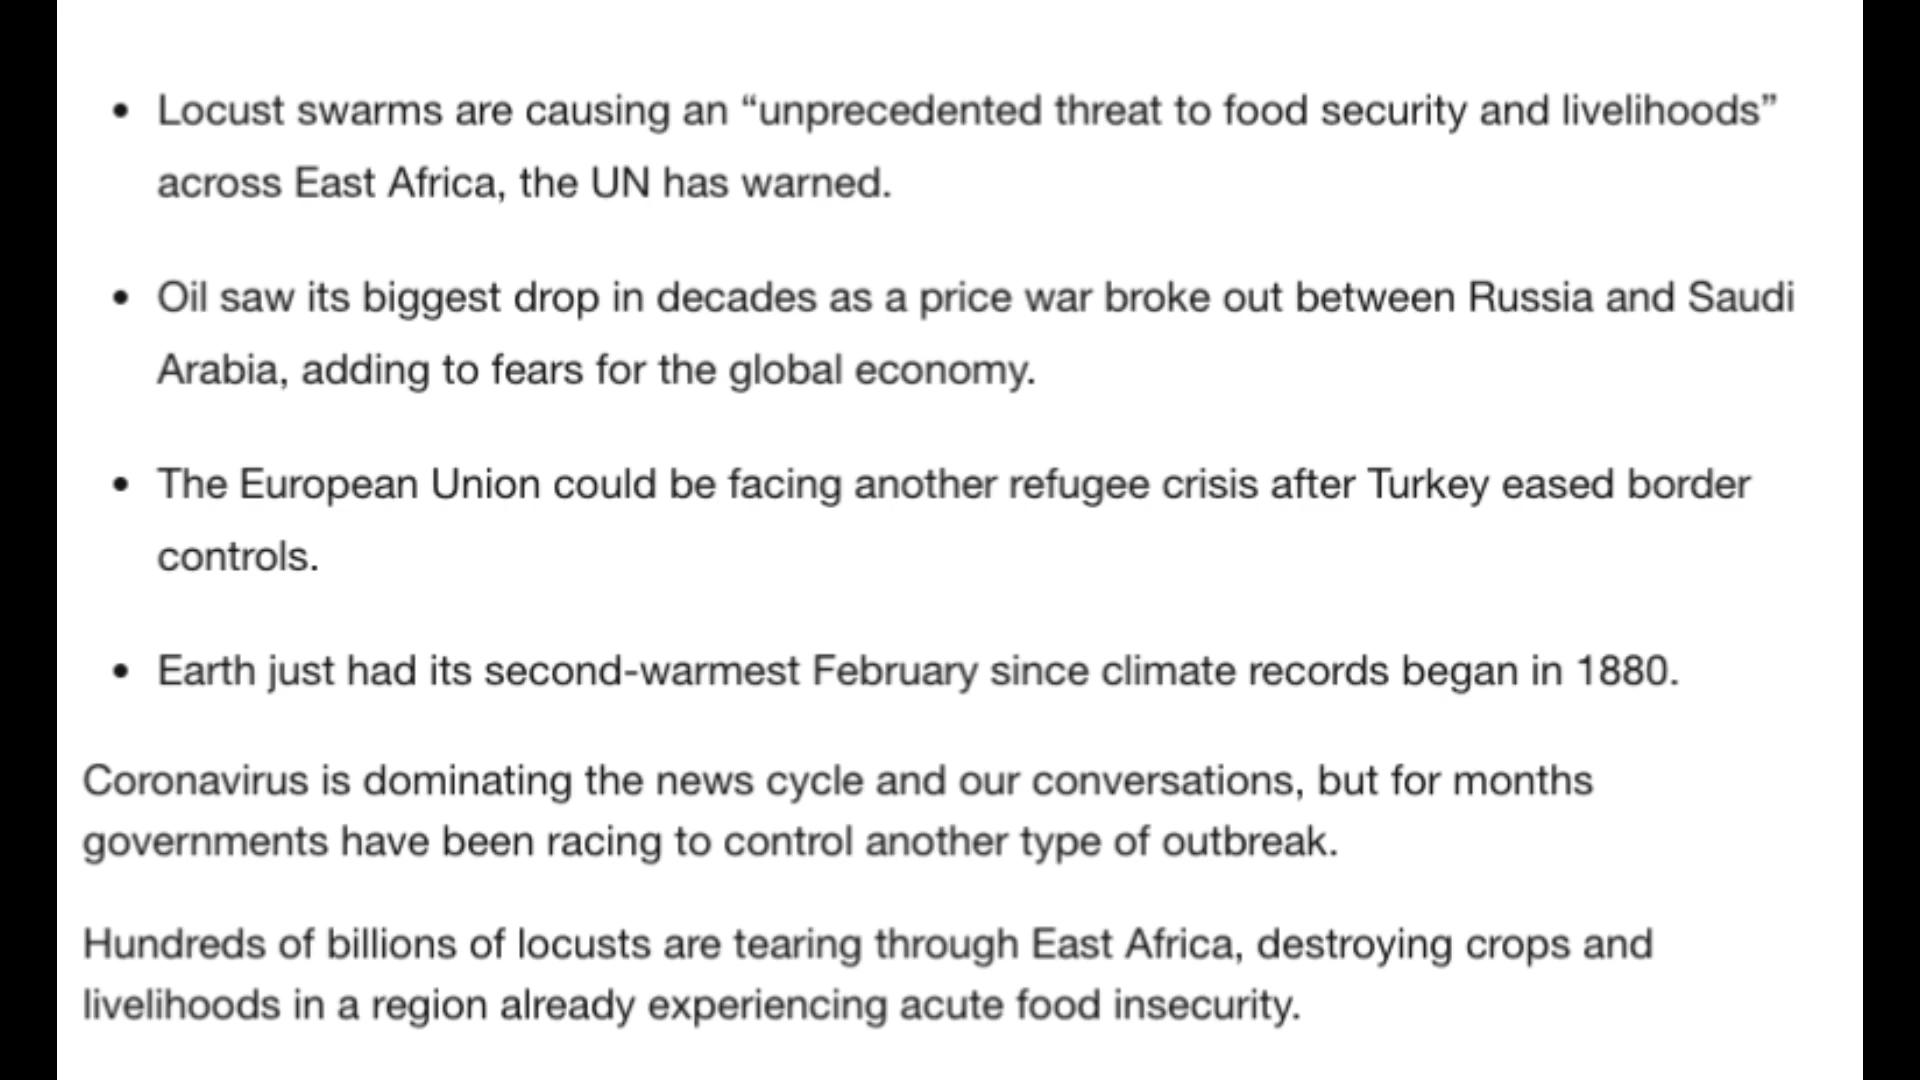 • Locust swarms are causing an “unprecedented threat to food security and livelihoods”
across East Africa, the UN has warned.
• Oil saw its biggest drop in decades as a price war broke out between Russia and Saudi
Arabia, adding to fears for the global economy.
• The European Union could be facing another refugee crisis after Turkey eased border
controls.
• Earth just had its second-warmest February since climate records began in 1880.
Coronavirus is dominating the news cycle and our conversations, but for months
governments have been racing to control another type of outbreak.
Hundreds of billions of locusts are tearing through East Africa, destroying crops and
livelihoods in a region already experiencing acute food insecurity.